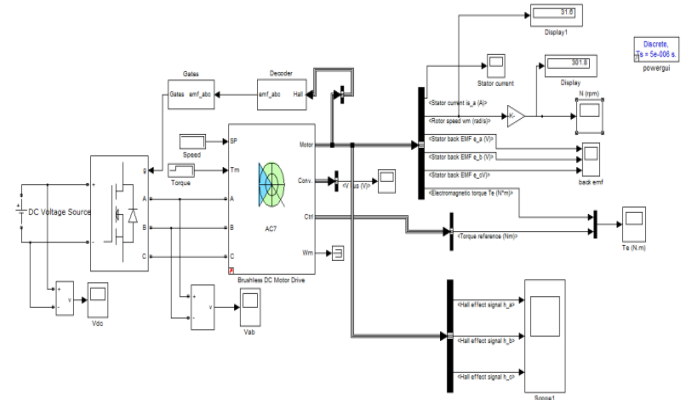 31.6
Display1
Discrete,
Ts = 5e-006 s.
powergui
301.8
Display
Stator current
N (rpm)
Gates
Decoder
Gates emf_abc
emf_abc Hall
<Stator current is_a (A)>
<Rotor speed wm (rad/s)>
-K-
<Stator back EMF e_a (V)>
<Stator back EMF e_b (V)>
<Stator back EMF e_c(V)>
<Electromagnetic torque Te (N*m)>
back emf
SP
Speed
Tm
Torque
Motor
Conv.
Ctrl
Wm
AC7
A
B
C
Brushless DC Motor Drive
g
+
-
A
B
C
DC Voltage Source
<Torque reference (Nm)>
Te (N.m)
+
-
v
Vdc
+
-
v
Vab
<Hall effect signal h_a>
<Hall effect signal h_b>
<Hall effect signal h_c>
Scope1